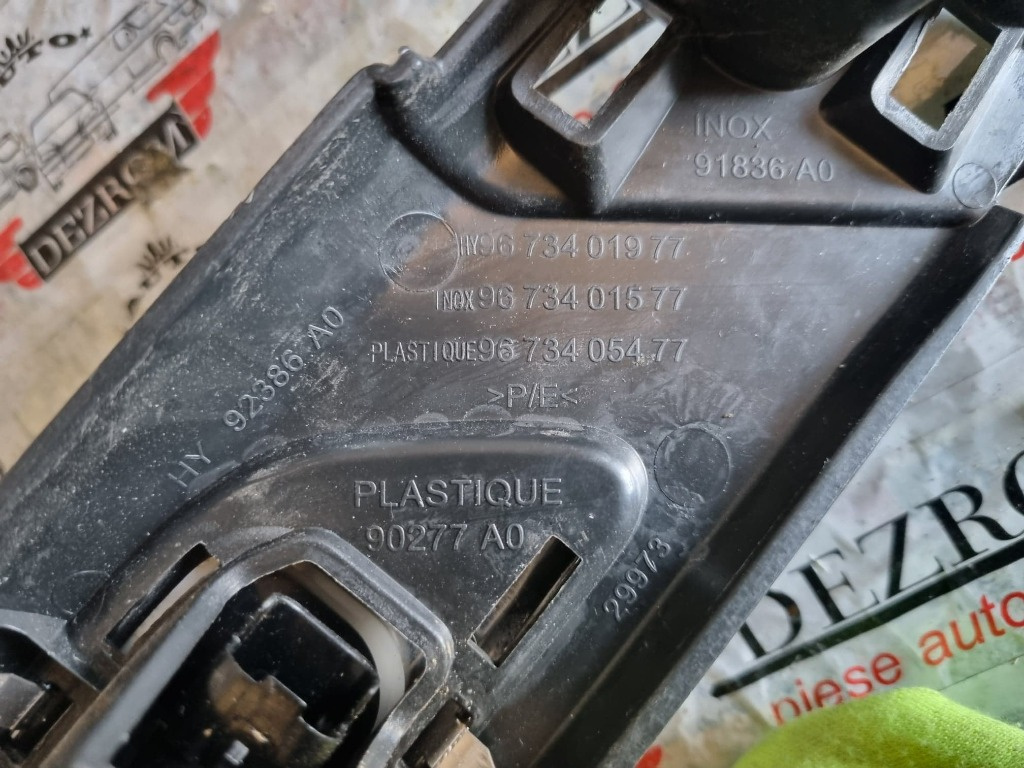 AUTO
DEZROM
INOX
91836 A0
HY96 734 019 77
INOX96 734 015 77
PLASTIQUE96 734 054 77
>P/E<
HY 92386 A0
PLASTIQUE
90277 A0
29973
DEZRO
piese auto